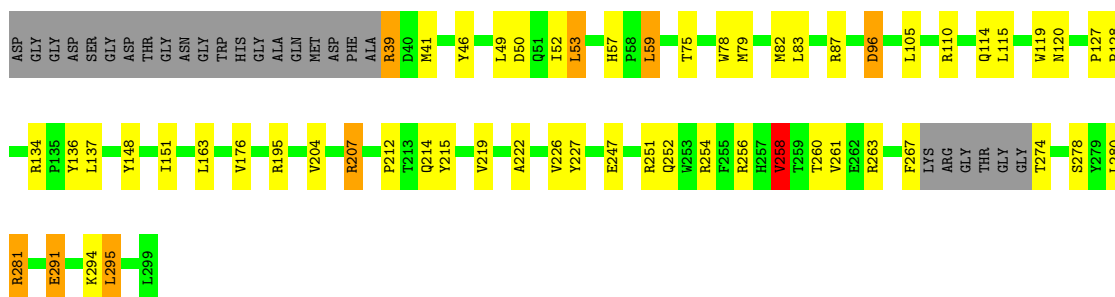 ASP GLY GLY ASP SER GLY ASP THR GLY ASN GLY TRP HIS GLY ALA GLN MET ASP PHE ALA R39 D40 M41 Y46 L49 D50 Q51 I52 L53 H57 P58 L59 T75 W78 M79 M82 L83 R87 D96 L105 R110 Q114 L115 W119 N120 P127
R134 P135 Y136 L137 Y148 I151 L163 V176 R195 V204 R207 P212 T213 Q214 Y215 V219 A222 V226 Y227 E247 R251 Q252 W253 R254 F255 R256 H257 V258 T259 T260 V261 E262 R263 F267 LYS ARG GLY THR GLY GLY T274 S278 Y279
R281 E291 K294 L295 L299